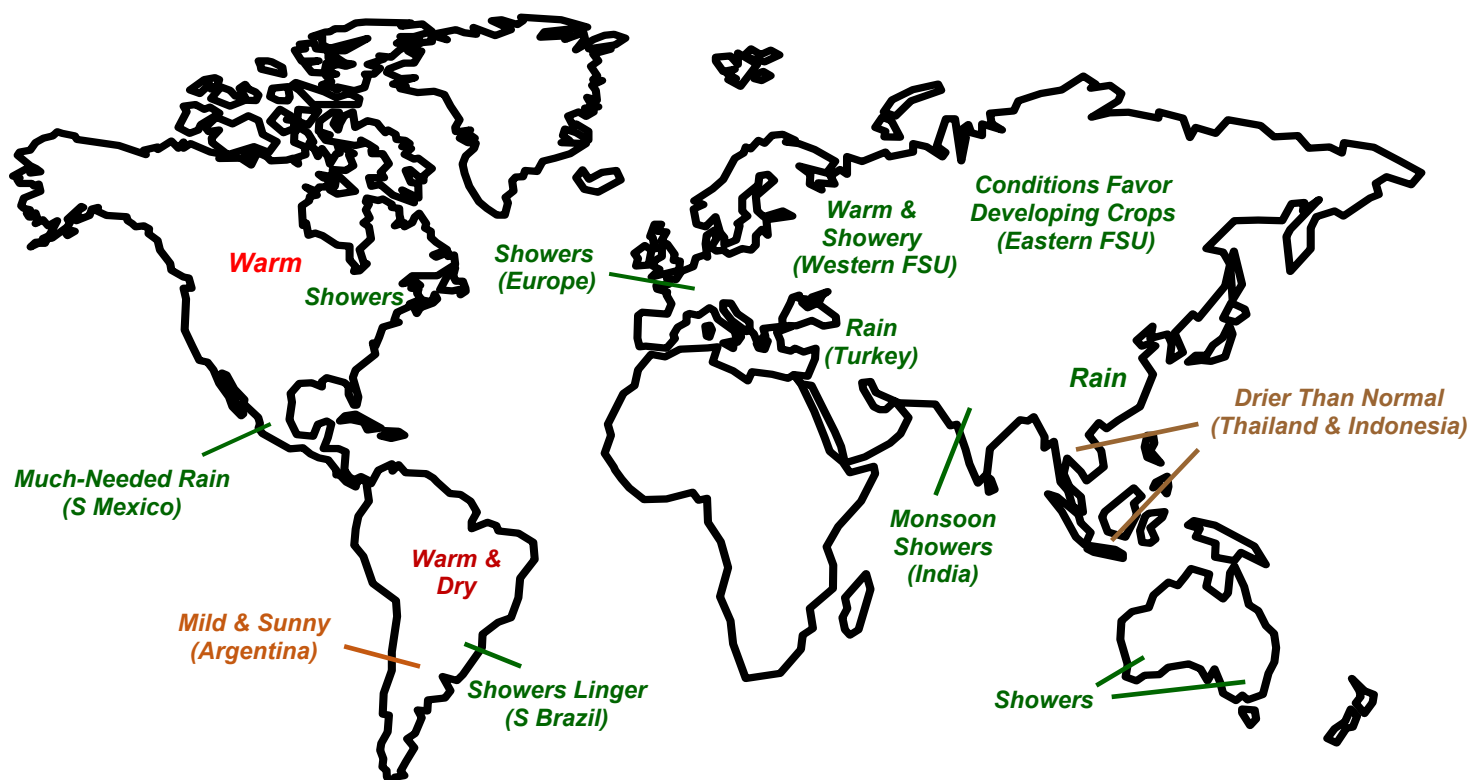 Conditions Favor
Developing Crops
(Eastern FSU)
Warm &
Showery
(Western FSU)
Showers
(Europe)
Warm
Showers
Rain
(Turkey)
Rain
Drier Than Normal
(Thailand & Indonesia)
Much-Needed Rain
(S Mexico)
Monsoon
Showers
(India)
Warm &
Dry
Mild & Sunny
(Argentina)
Showers Linger
(S Brazil)
Showers